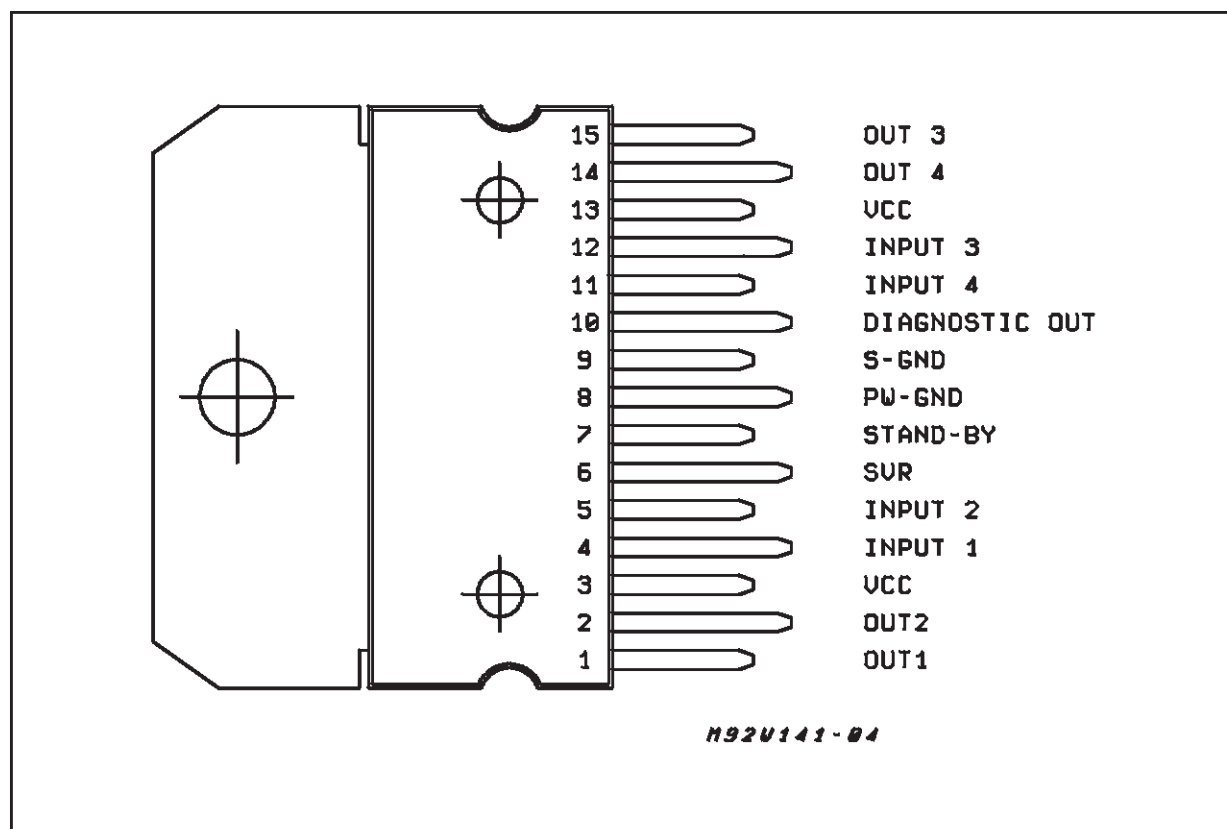 15 OUT 3
14 OUT 4
13 VCC
12 INPUT 3
11 INPUT 4
10 DIAGNOSTIC OUT
9 S-GND
8 PW-GND
7 STAND-BY
6 SVR
5 INPUT 2
4 INPUT 1
3 VCC
2 OUT2
1 OUT1
M92V141-04